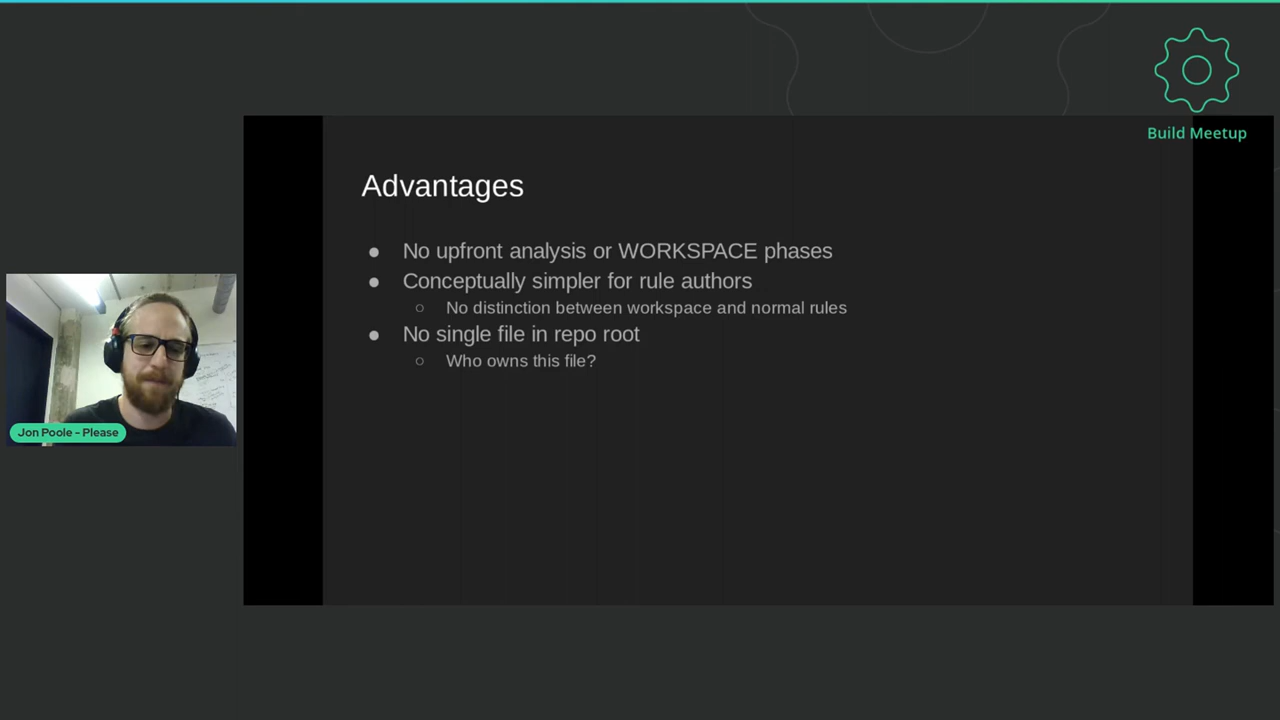 Build Meetup
Advantages
No upfront analysis or WORKSPACE phases
Conceptually simpler for rule authors
No distinction between workspace and normal rules
No single file in repo root
Who owns this file?
Jon Poole - Please